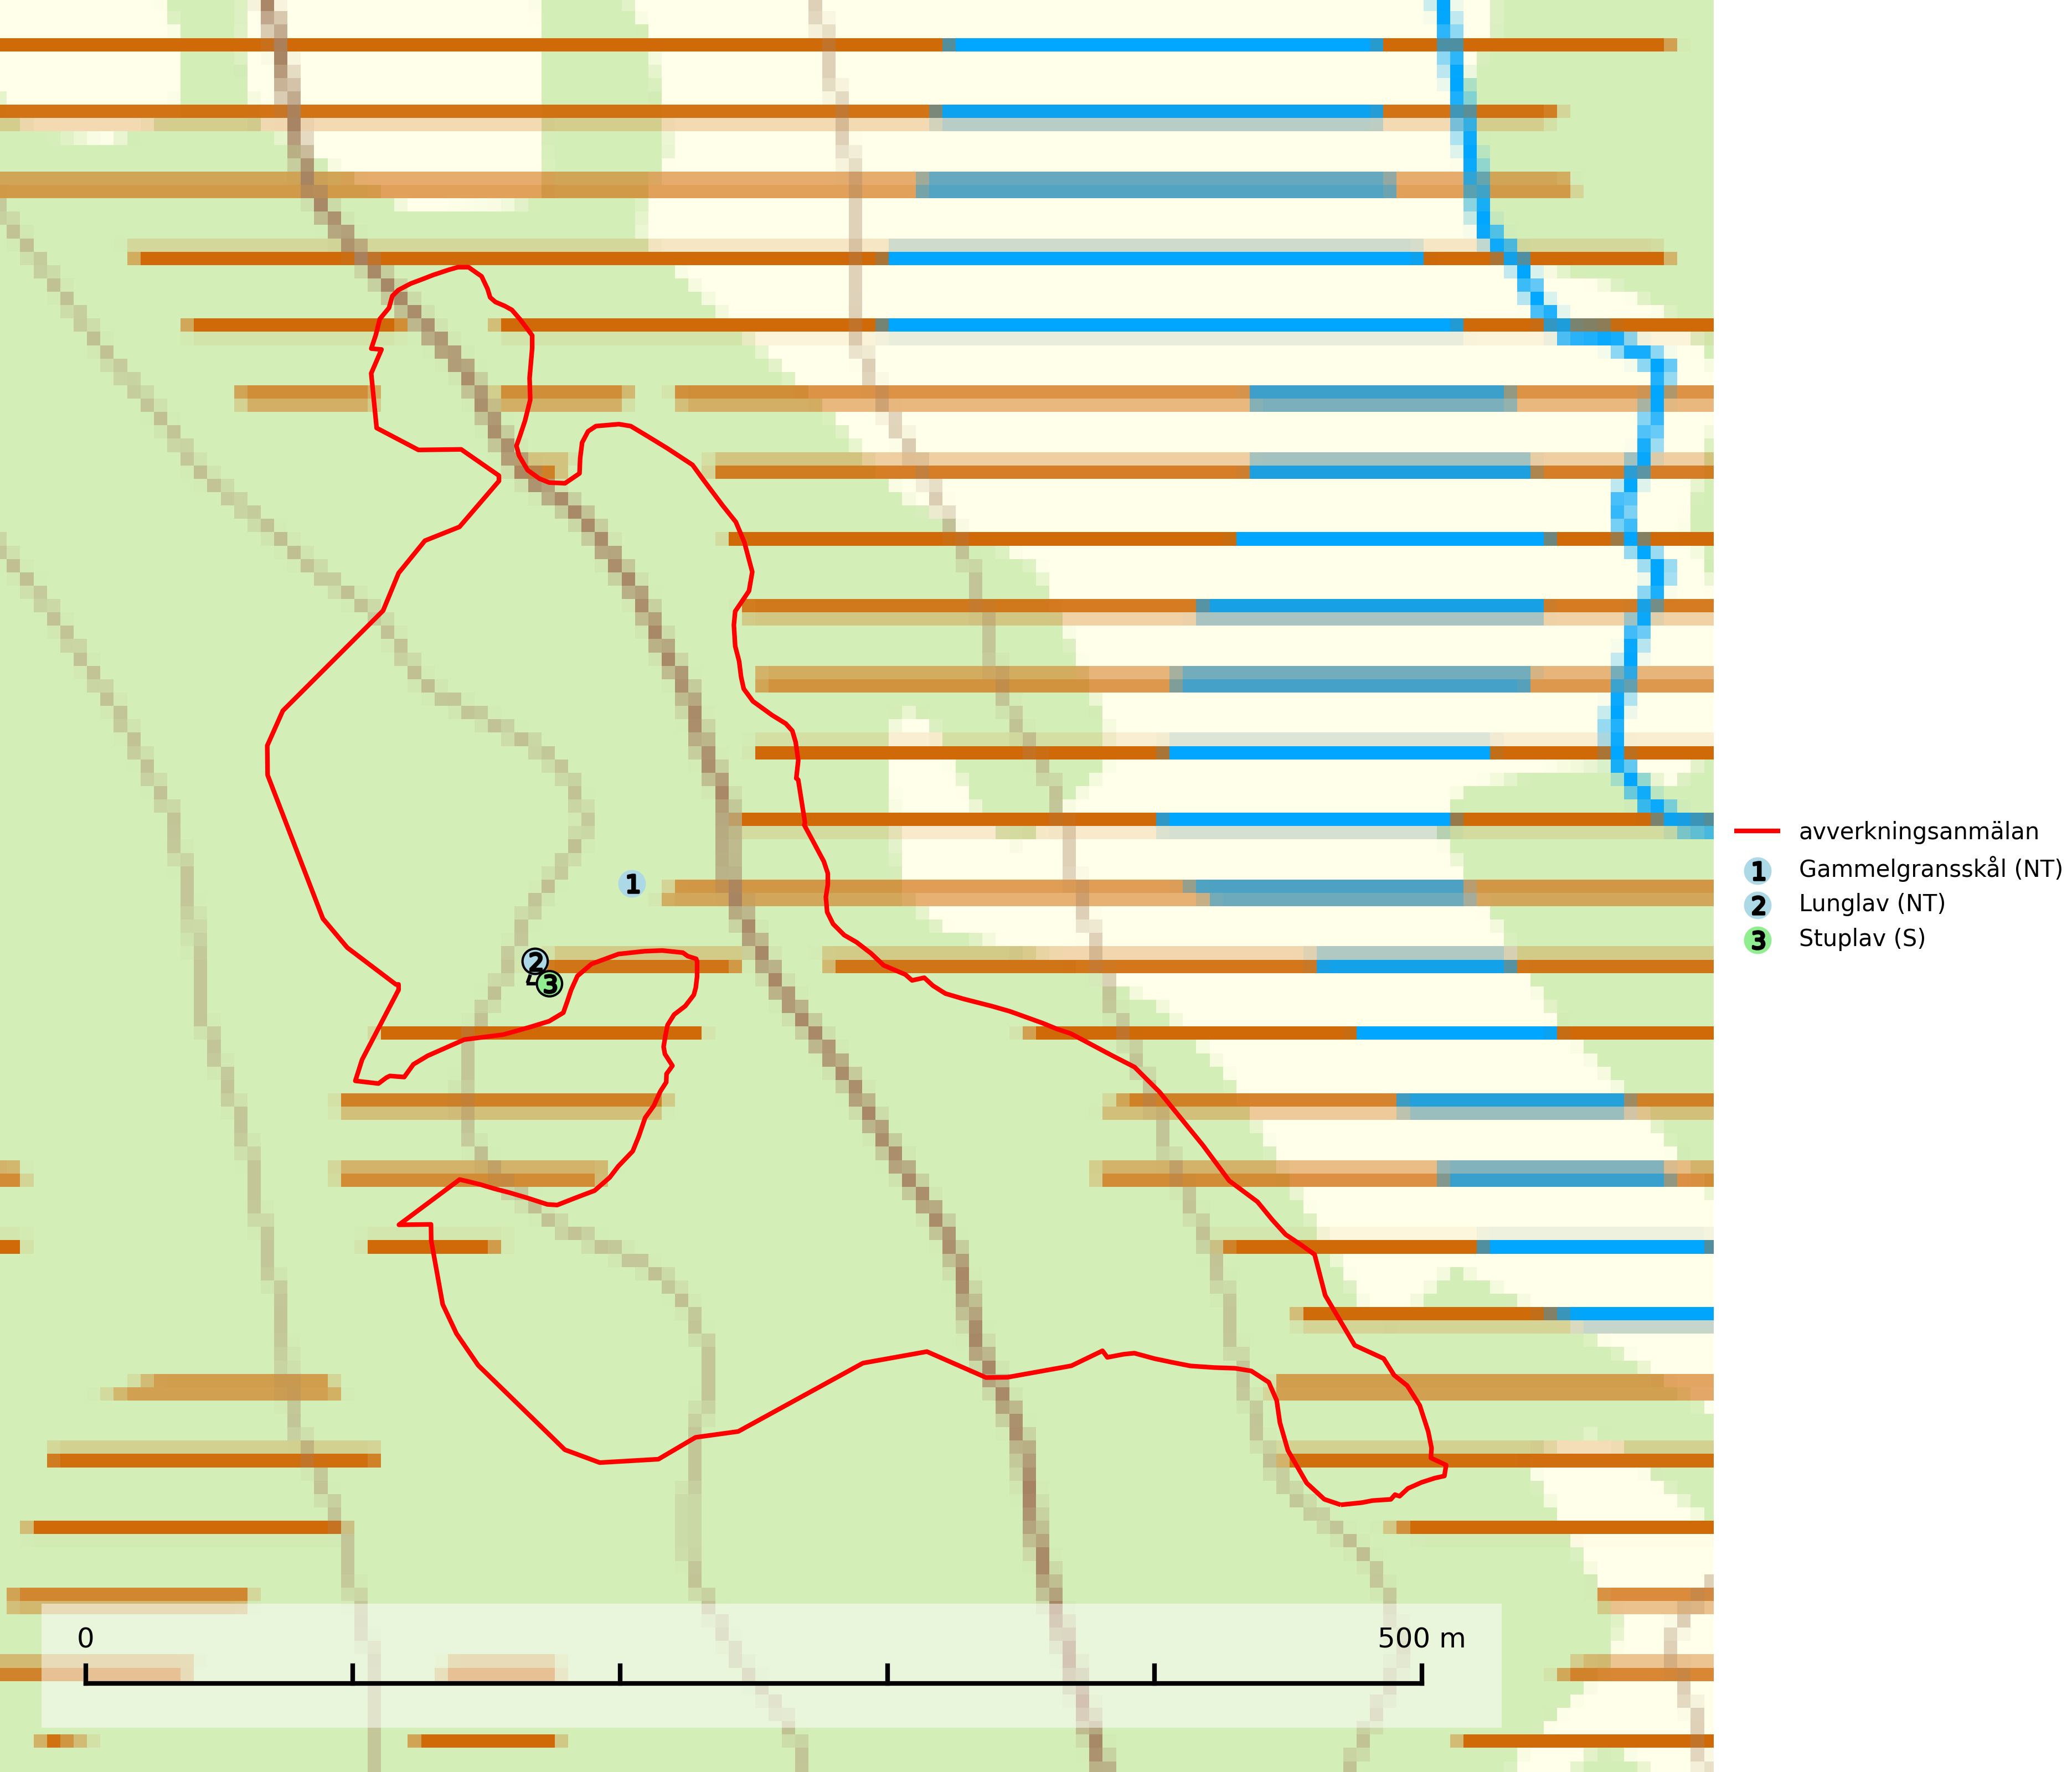 avverkningsanmälan
1 Gammelgransskål (NT)
2 Lunglav (NT)
3 Stuplav (S)
1
2
3
0 500 m